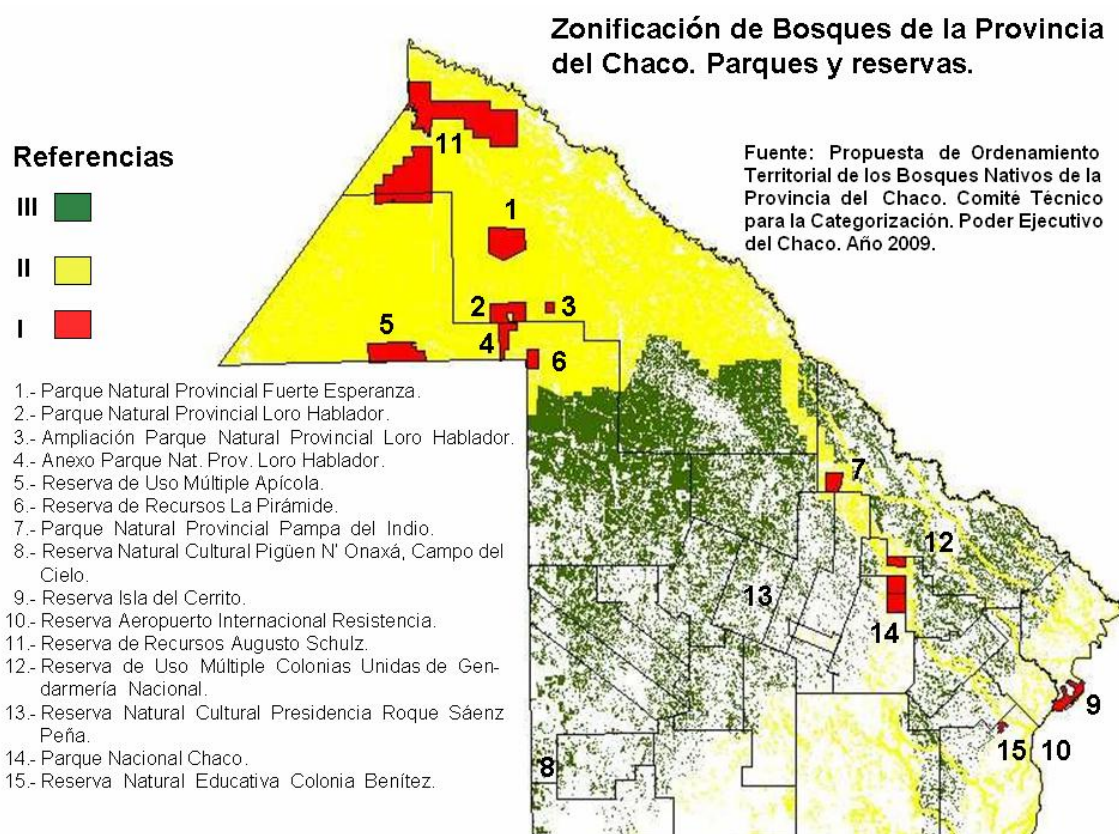 Zonificación de Bosques de la Provincia
del Chaco. Parques y reservas.
Fuente: Propuesta de Ordenamiento
Territorial de los Bosques Nativos de la
Provincia del Chaco. Comité Técnico
para la Categorización. Poder Ejecutivo
del Chaco. Año 2009.
Referencias
III
II
I
11
1
2
3
5
4
6
7
12
13
14
9
8
15
10
1.- Parque Natural Provincial Fuerte Esperanza.
2.- Parque Natural Provincial Loro Hablador.
3.- Ampliación Parque Natural Provincial Loro Hablador.
4.- Anexo Parque Nat. Prov. Loro Hablador.
5.- Reserva de Uso Múltiple Apícola.
6.- Reserva de Recursos La Pirámide.
7.- Parque Natural Provincial Pampa del Indio.
8.- Reserva Natural Cultural Pigüen N' Onaxá, Campo del
Cielo.
9.- Reserva Isla del Cerrito.
10.- Reserva Aeropuerto Internacional Resistencia.
11.- Reserva de Recursos Augusto Schulz.
12.- Reserva de Uso Múltiple Colonias Unidas de Gen-
darmería Nacional.
13.- Reserva Natural Cultural Presidencia Roque Sáenz
Peña.
14.- Parque Nacional Chaco.
15.- Reserva Natural Educativa Colonia Benítez.